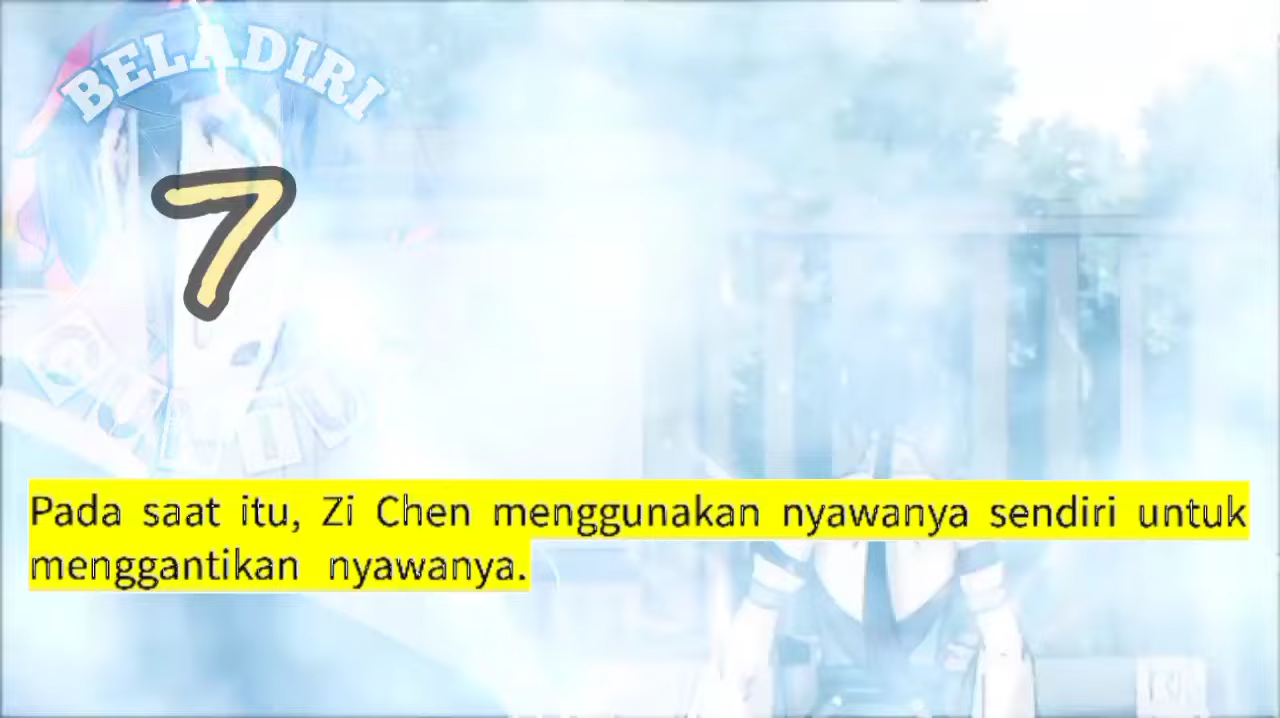 BELADIRI
7
Pada saat itu, Zi Chen menggunakan nyawanya sendiri untuk
menggantikan nyawanya.